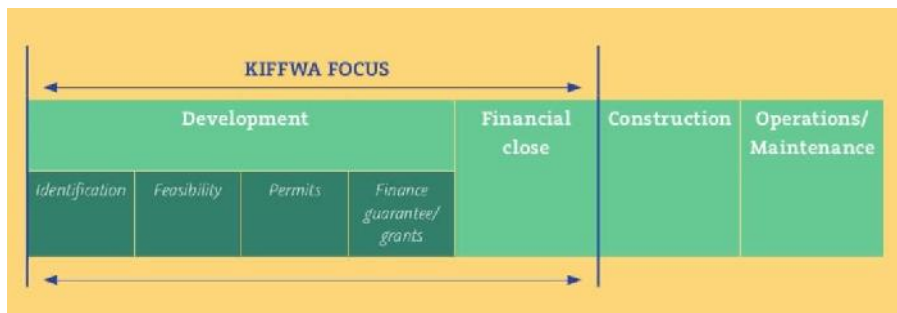 KIFFWA FOCUS
Development
Financial
close
Construction
Operations/
Maintenance
Identification
Feasibility
Permits
Finance
guarantee/
grants